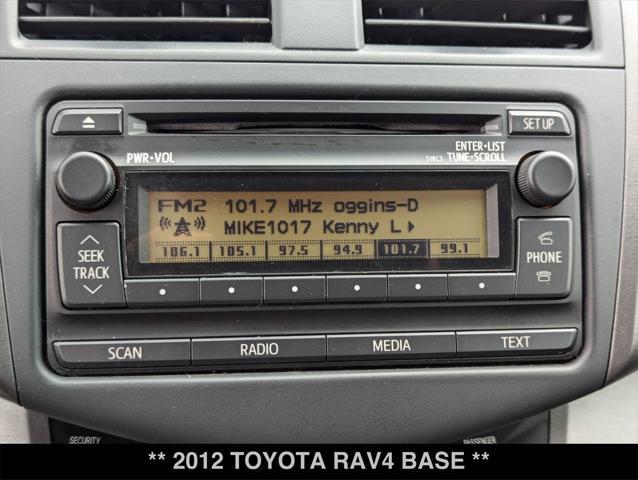 SET UP
PWR•VOL
ENTER•LIST
518C3 TUNE•SCROLL
FM2 101.7 MHz oggins-D
MIKE1017 Kenny L
106.1 105.1 97.5 94.9 101.7 99.1
SEEK
TRACK
PHONE
SCAN RADIO MEDIA TEXT
SECURITY PASSENGER
** 2012 TOYOTA RAV4 BASE **